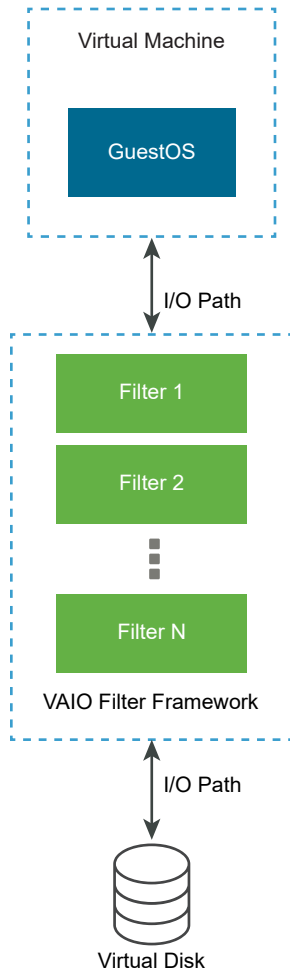 Virtual Machine
GuestOS
I/O Path
Filter 1
Filter 2
Filter N
VAIO Filter Framework
I/O Path
Virtual Disk